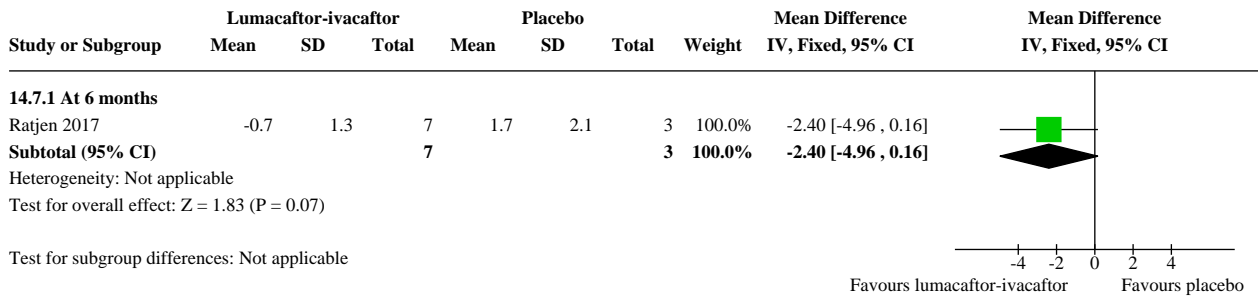 Lumacaftor-ivacaftor Placebo Mean Difference Mean Difference
Study or Subgroup Mean SD Total Mean SD Total Weight IV, Fixed, 95% CI IV, Fixed, 95% CI
14.7.1 At 6 months
Ratjen 2017 -0.7 1.3 7 1.7 2.1 3 100.0% -2.40 [-4.96 , 0.16]
Subtotal (95% CI) 7 3 100.0% -2.40 [-4.96 , 0.16]
Heterogeneity: Not applicable
Test for overall effect: Z = 1.83 (P = 0.07)
Test for subgroup differences: Not applicable
-4 -2 0 2 4
Favours lumacaftor-ivacaftor Favours placebo